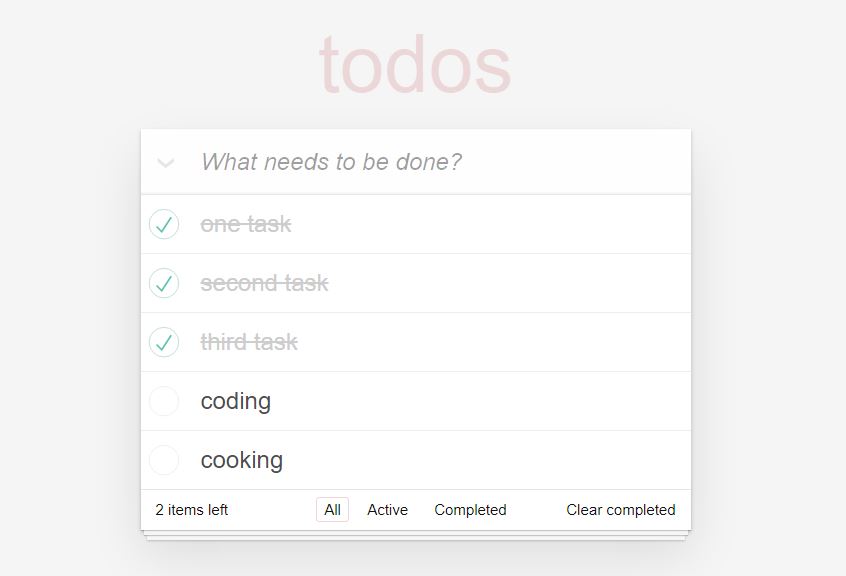 todos
What needs to be done?
one task
second task
third task
coding
cooking
2 items left All Active Completed Clear completed